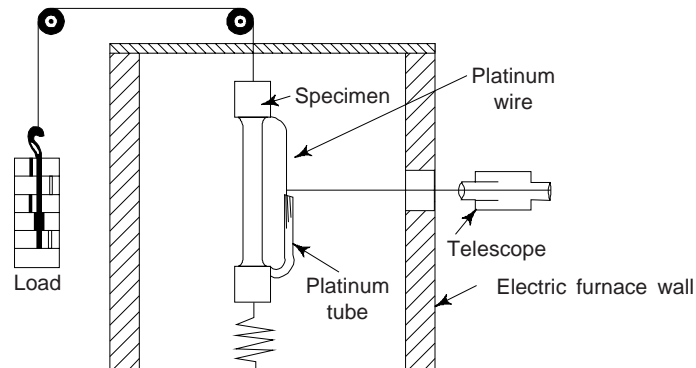 Platinum
wire
Specimen
Telescope
Load
Platinum
tube
Electric furnace wall